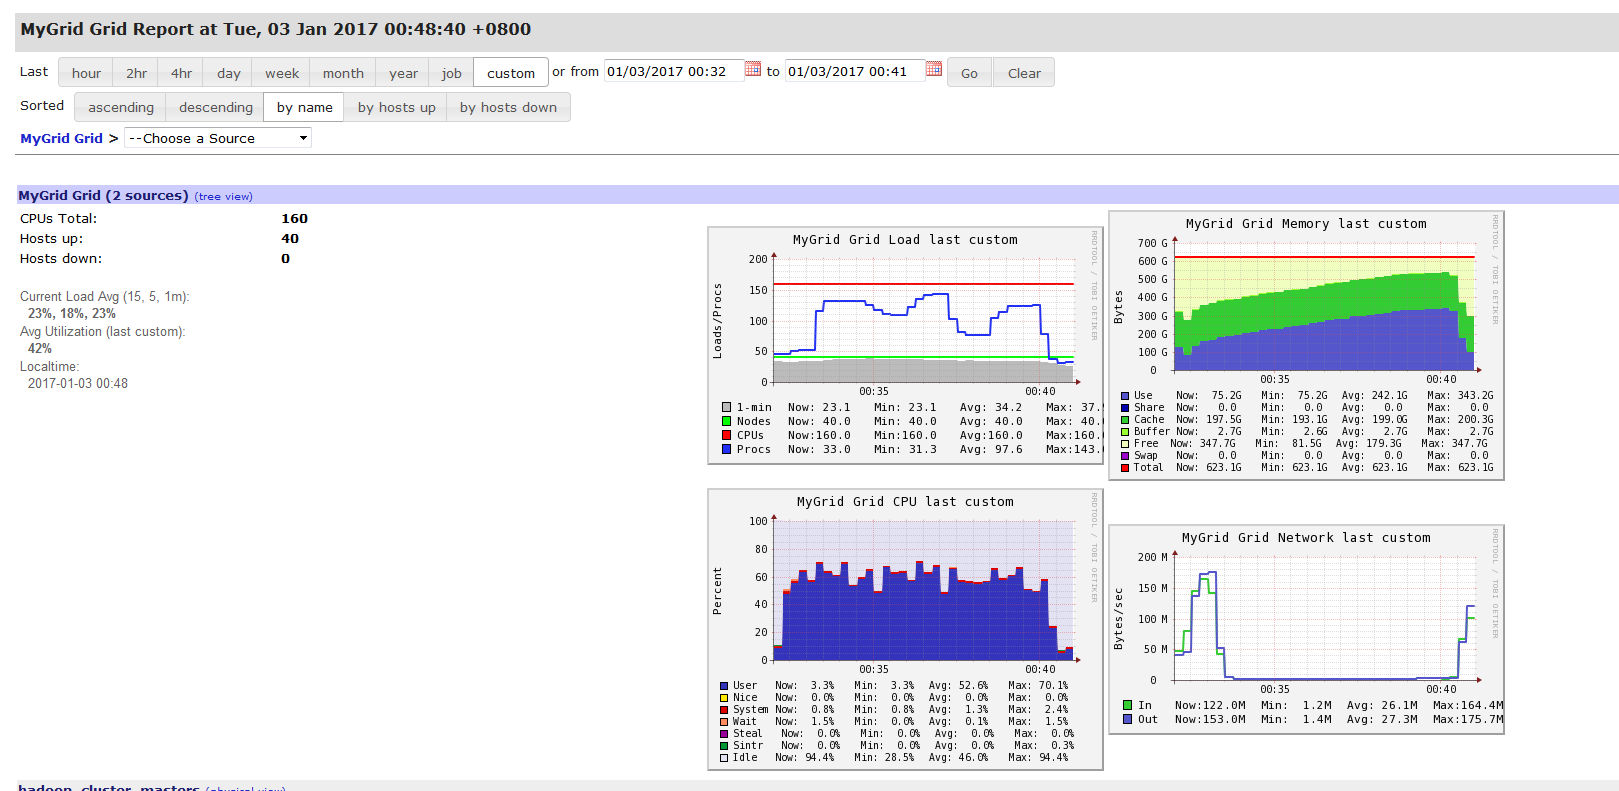 MyGrid Grid Report at Tue, 03 Jan 2017 00:48:40 +0800
Last hour 2hr 4hr day week month year job custom or from 01/03/2017 00:32 to 01/03/2017 00:41 Go Clear
Sorted ascending descending by name by hosts up by hosts down
MyGrid Grid > --Choose a Source
MyGrid Grid (2 sources) (tree view)
CPUs Total: 160
Hosts up: 40
Hosts down: 0
Current Load Avg (15, 5, 1m):
23%, 18%, 23%
Avg Utilization (last custom):
42%
Localtime:
2017-01-03 00:48
MyGrid Grid Load last custom
RRDTOOL / TOBI OETIKER
Loads/Procs
200
150
100
50
0
00:35 00:40
1-min Now: 23.1 Min: 23.1 Avg: 34.2 Max: 37.
Nodes Now: 40.0 Min: 40.0 Avg: 40.0 Max: 40.
CPUs Now:160.0 Min:160.0 Avg:160.0 Max:160.
Procs Now: 33.0 Min: 31.3 Avg: 97.6 Max:143.
MyGrid Grid Memory last custom
RRDTOOL / TOBI OETIKER
Bytes
700 G
600 G
500 G
400 G
300 G
200 G
100 G
0
00:35 00:40
Use Now: 75.2G Min: 75.2G Avg: 242.1G Max: 343.2G
Share Now: 0.0 Min: 0.0 Avg: 0.0 Max: 0.0
Cache Now: 197.5G Min: 193.1G Avg: 199.0G Max: 200.3G
Buffer Now: 2.7G Min: 2.6G Avg: 2.7G Max: 2.7G
Free Now: 347.7G Min: 81.5G Avg: 179.3G Max: 347.7G
Swap Now: 0.0 Min: 0.0 Avg: 0.0 Max: 0.0
Total Now: 623.1G Min: 623.1G Avg: 623.1G Max: 623.1G
MyGrid Grid CPU last custom
RRDTOOL / TOBI OETIKER
Percent
100
80
60
40
20
0
00:35 00:40
User Now: 3.3% Min: 3.3% Avg: 52.6% Max: 70.1%
Nice Now: 0.0% Min: 0.0% Avg: 0.0% Max: 0.0%
System Now: 0.8% Min: 0.8% Avg: 1.3% Max: 2.4%
Wait Now: 1.5% Min: 0.0% Avg: 0.1% Max: 1.5%
Steal Now: 0.0% Min: 0.0% Avg: 0.0% Max: 0.0%
Sintr Now: 0.0% Min: 0.0% Avg: 0.0% Max: 0.3%
Idle Now: 94.4% Min: 28.5% Avg: 46.0% Max: 94.4%
MyGrid Grid Network last custom
RRDTOOL / TOBI OETIKER
Bytes/sec
200 M
150 M
100 M
50 M
0
00:35 00:40
In Now:122.0M Min: 1.2M Avg: 26.1M Max:164.4M
Out Now:153.0M Min: 1.4M Avg: 27.3M Max:175.7M
hadoop_cluster_masters (physical view)